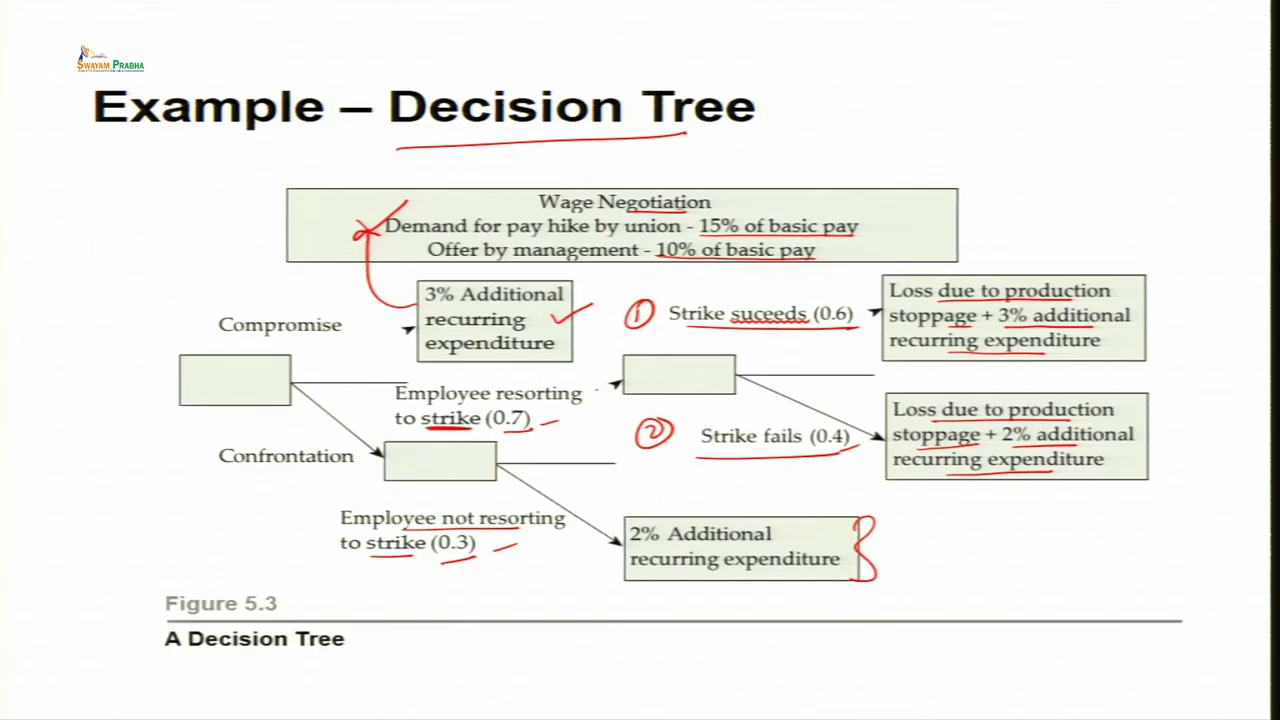 SWAYAM PRABHA
Example – Decision Tree
Wage Negotiation
Demand for pay hike by union - 15% of basic pay
Offer by management - 10% of basic pay
Compromise
3% Additional
recurring
expenditure
1
Strike suceeds (0.6)
Loss due to production
stoppage + 3% additional
recurring expenditure
Employee resorting
to strike (0.7)
2
Strike fails (0.4)
Loss due to production
stoppage + 2% additional
recurring expenditure
Confrontation
Employee not resorting
to strike (0.3)
2% Additional
recurring expenditure
Figure 5.3
A Decision Tree